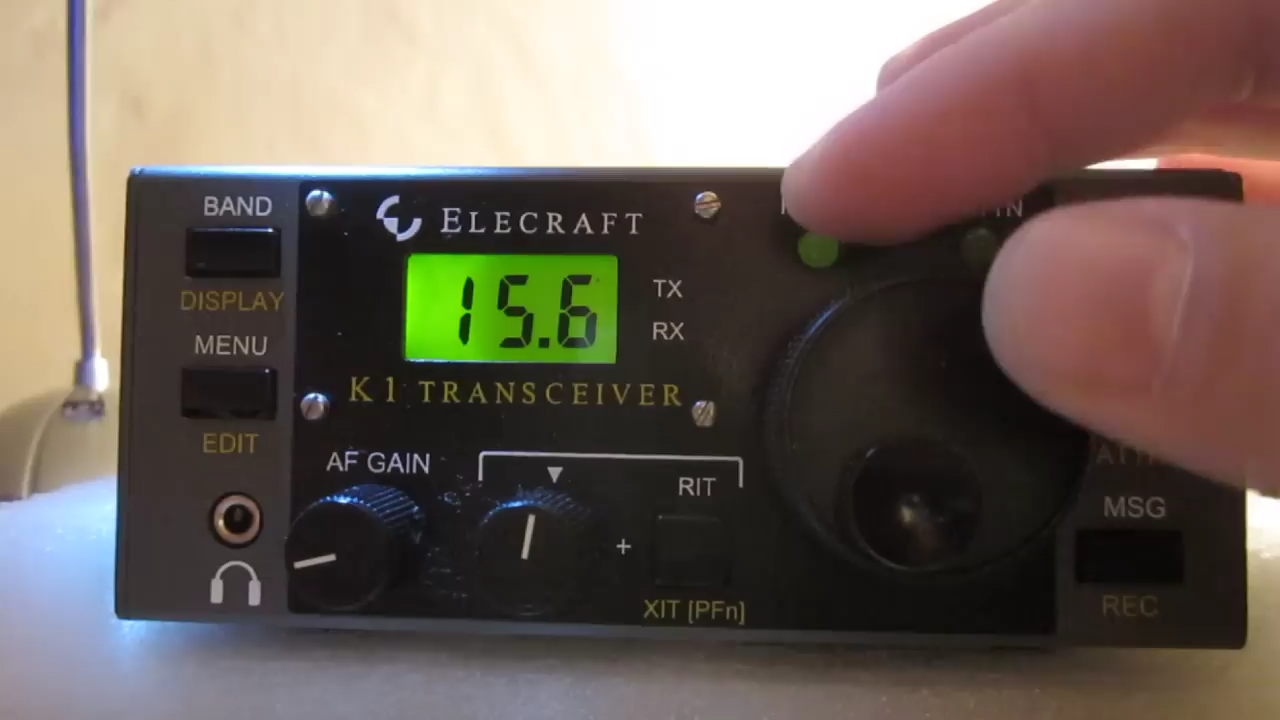 BAND
DISPLAY
MENU
EDIT
ELECRAFT
15.6
TX
RX
K1 TRANSCEIVER
AF GAIN
RIT
+
XIT [PFn]
MSG
REC